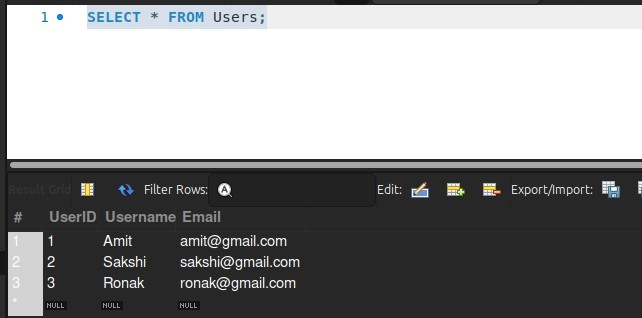 1 SELECT * FROM Users;
Result Grid Filter Rows: A Edit: Export/Import:
# UserID Username Email
1 1 Amit amit@gmail.com
2 2 Sakshi sakshi@gmail.com
3 3 Ronak ronak@gmail.com
* NULL NULL NULL